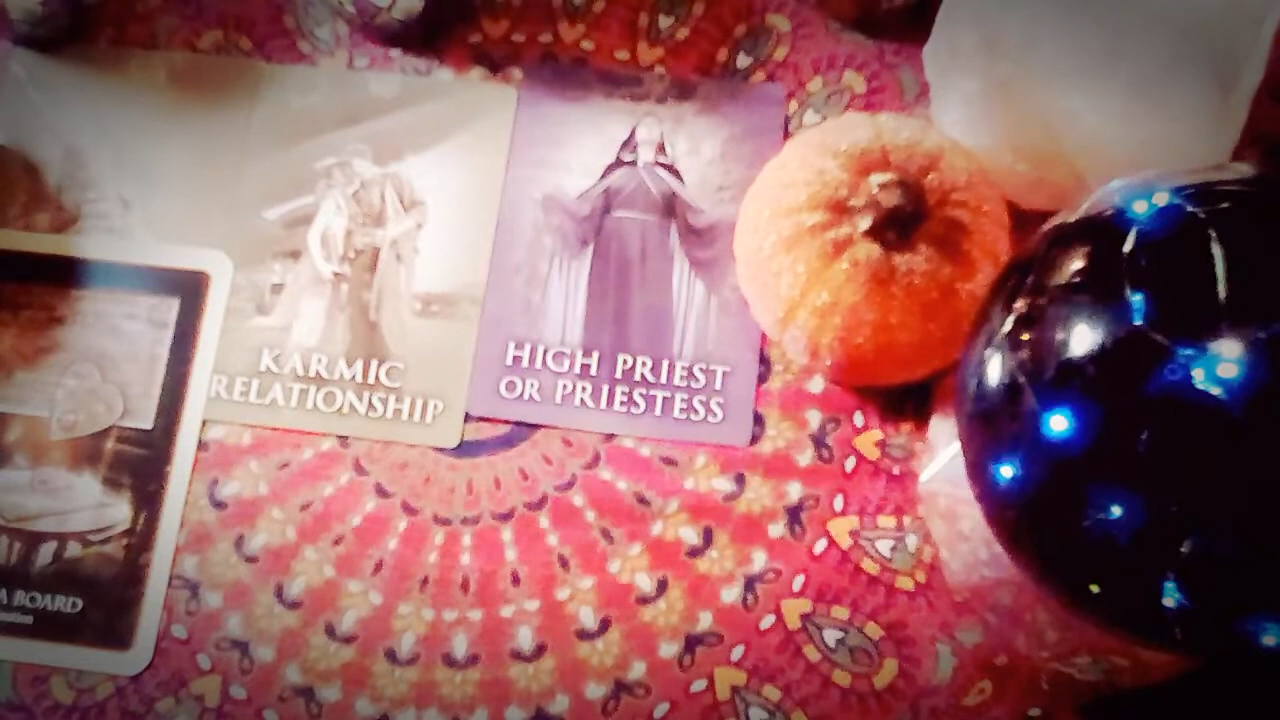 KARMIC
RELATIONSHIP
HIGH PRIEST
OR PRIESTESS
A BOARD